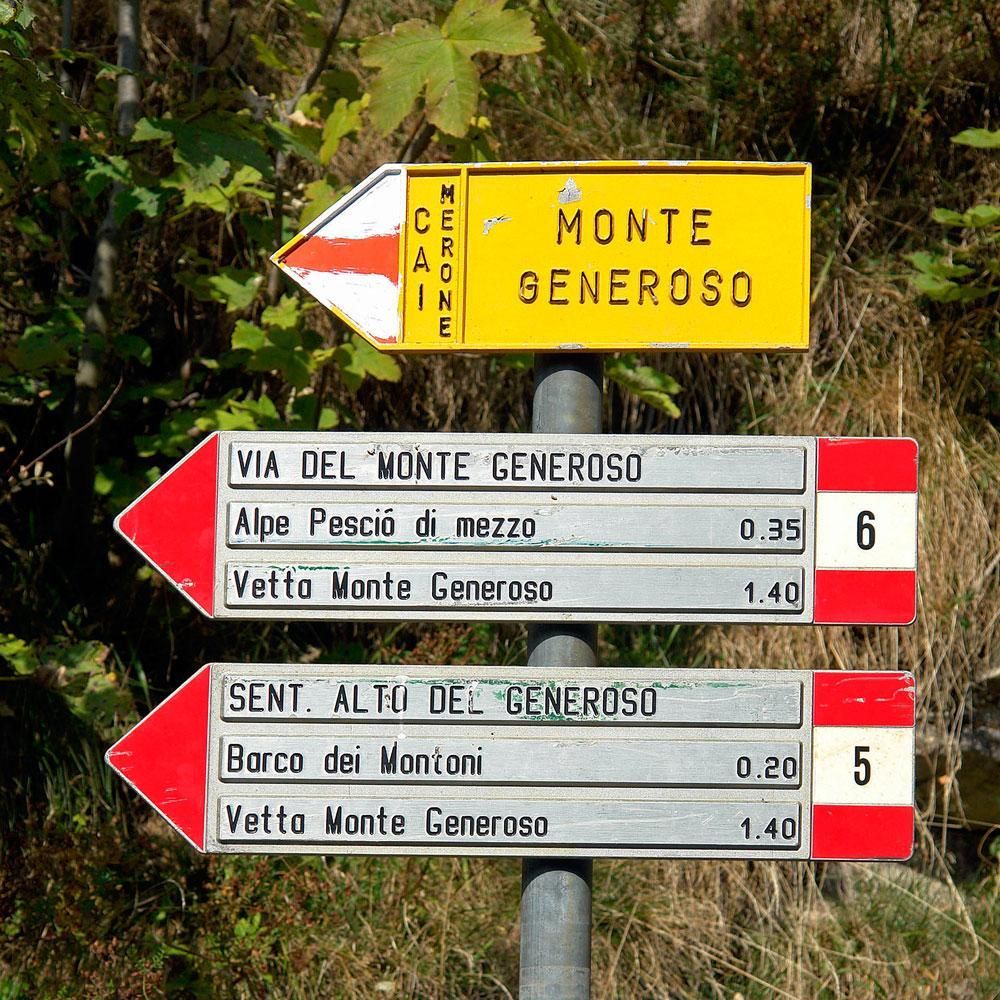 CAI
MERONE
MONTE
GENEROSO
VIA DEL MONTE GENEROSO
Alpe Pesció di mezzo 0.35
Vetta Monte Generoso 1.40
6
SENT. ALTO DEL GENEROSO
Barco dei Montoni 0.20
Vetta Monte Generoso 1.40
5